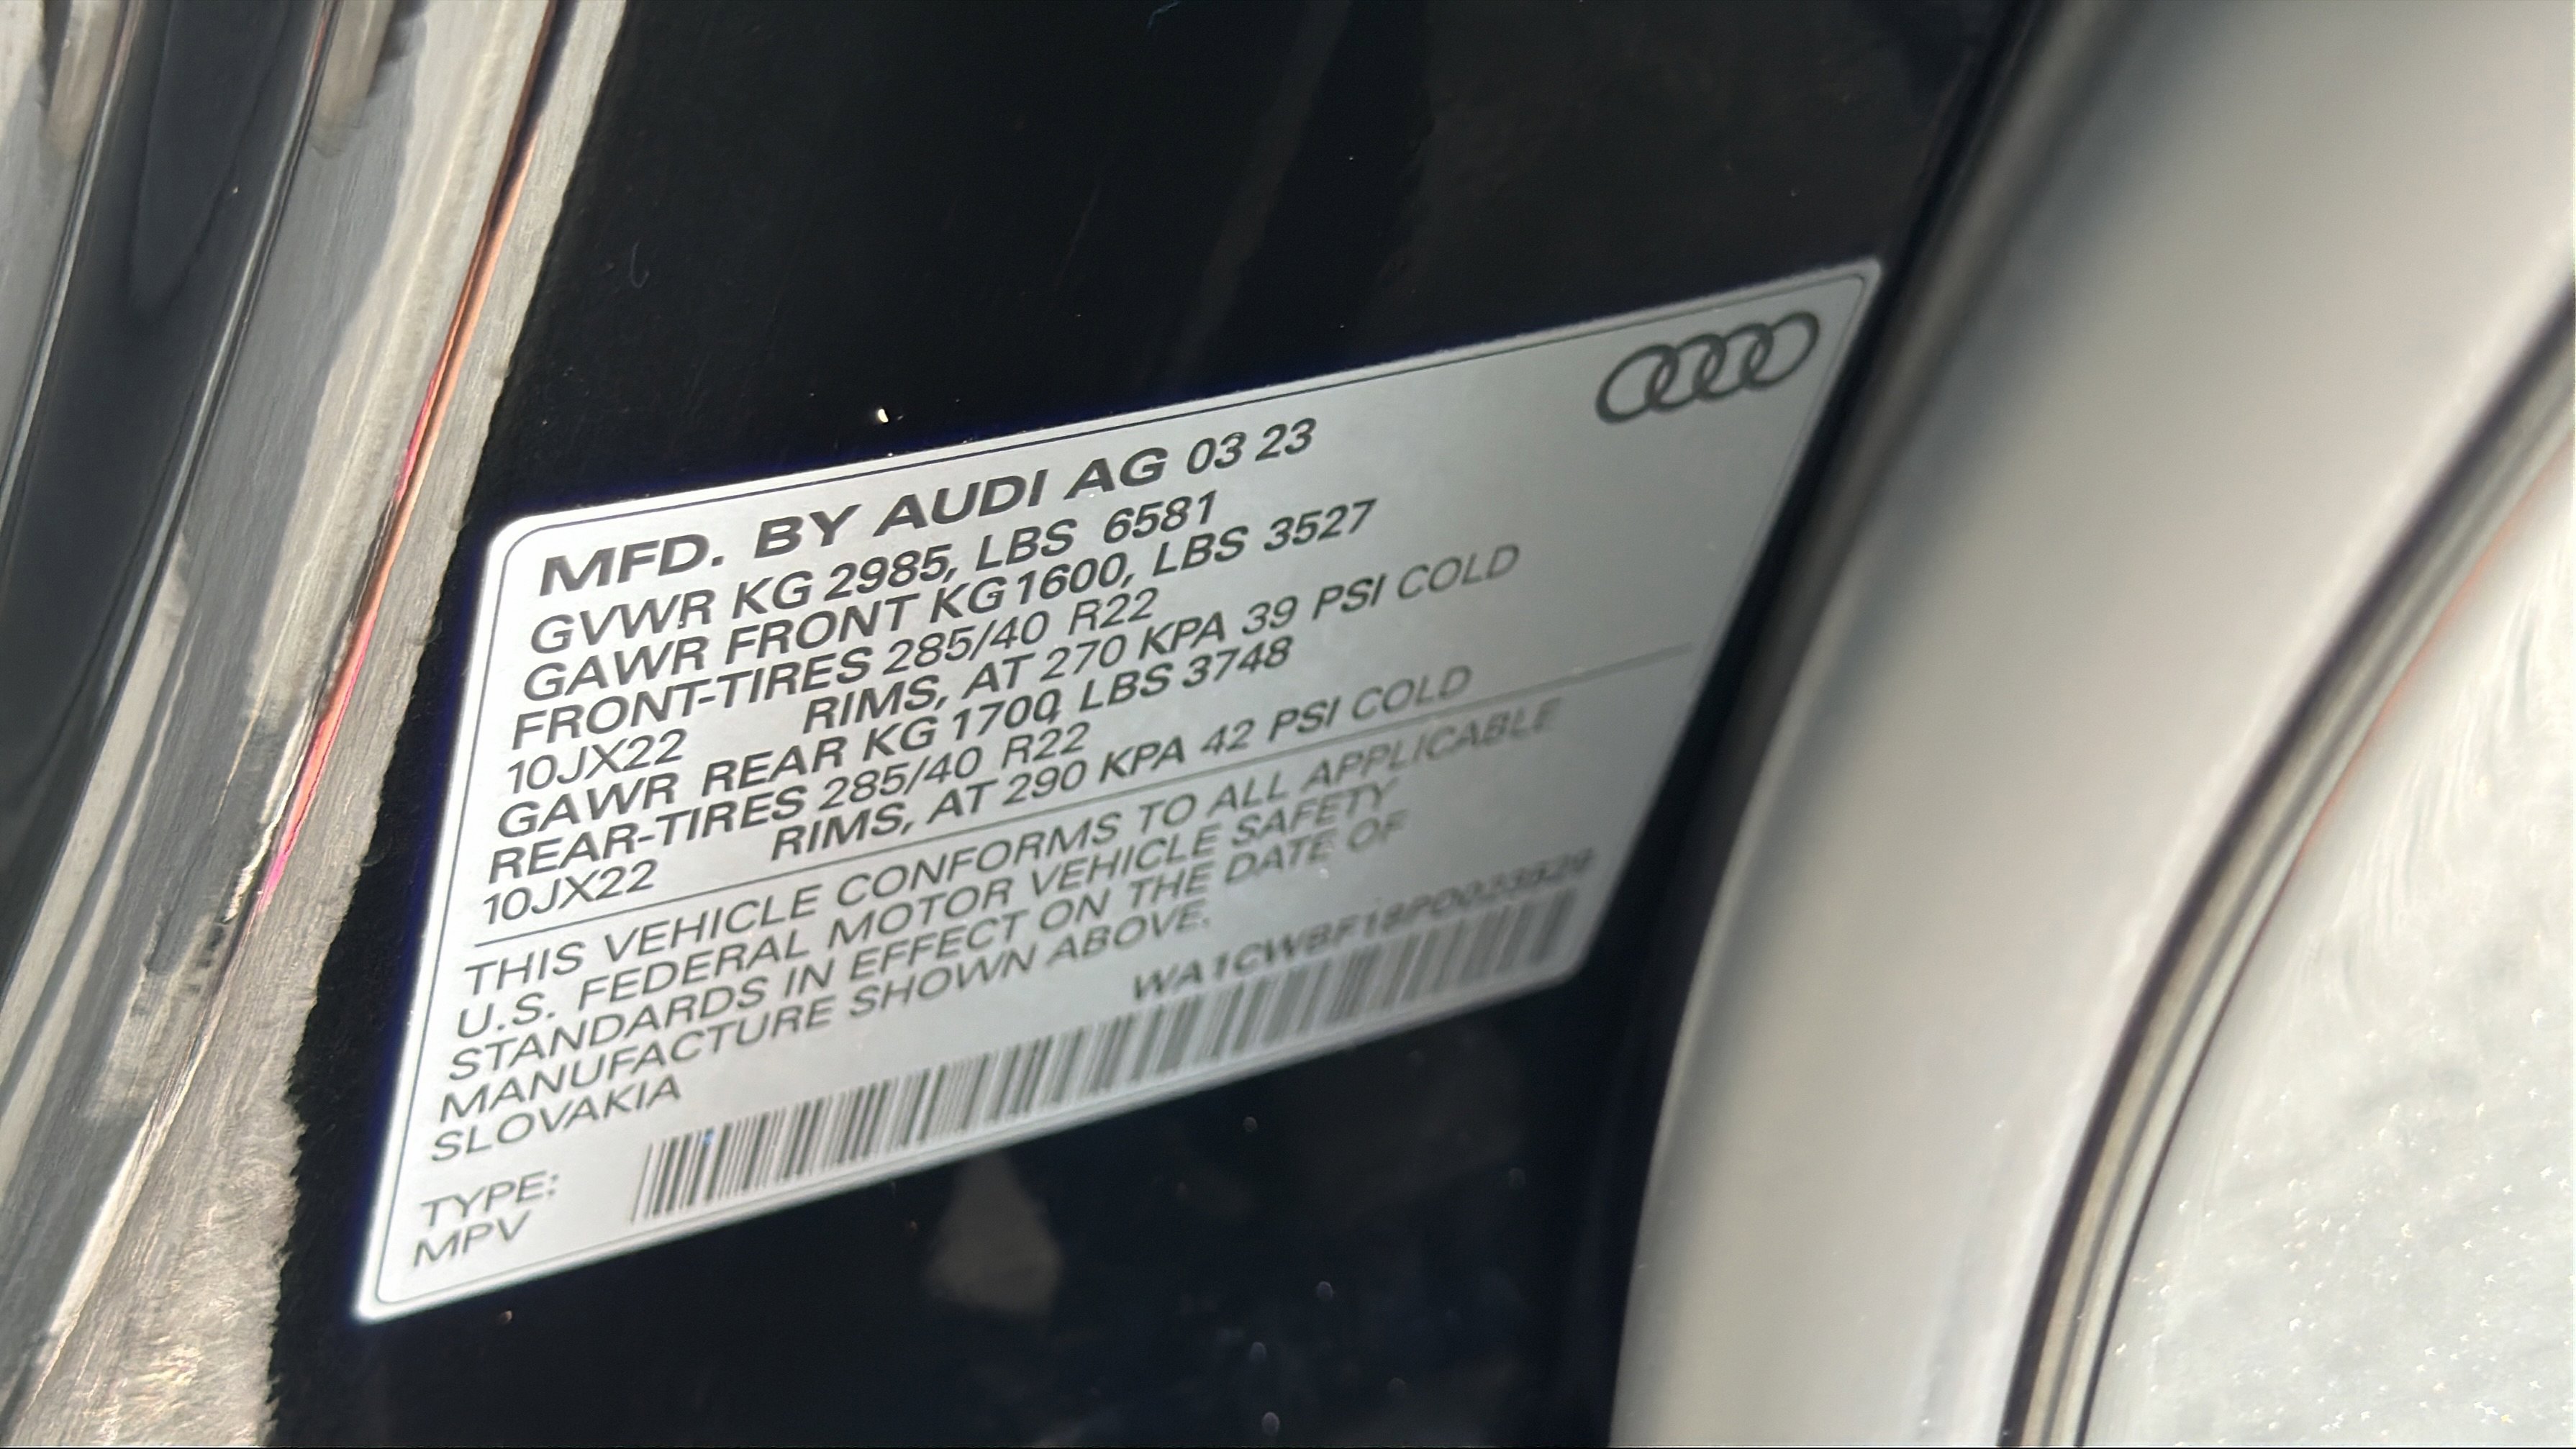 MFD. BY AUDI AG 03 23
GVWR KG 2985, LBS 6581
GAWR FRONT KG 1600, LBS 3527
FRONT-TIRES 285/40 R22
10JX22 RIMS, AT 270 KPA 39 PSI COLD
GAWR REAR KG 1700, LBS 3748
REAR-TIRES 285/40 R22
10JX22 RIMS, AT 290 KPA 42 PSI COLD
THIS VEHICLE CONFORMS TO ALL APPLICABLE
U.S. FEDERAL MOTOR VEHICLE SAFETY
STANDARDS IN EFFECT ON THE DATE OF
MANUFACTURE SHOWN ABOVE.
SLOVAKIA
TYPE:
MPV